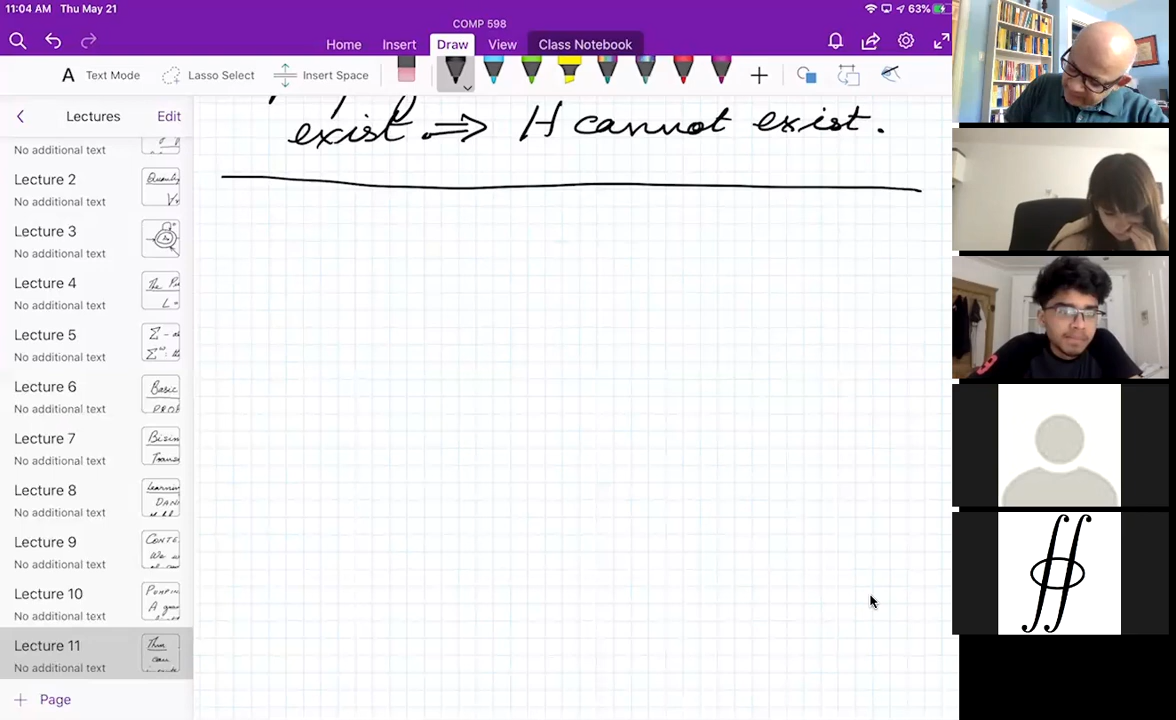 11:04 AM Thu May 21
63%
COMP 598
Home Insert Draw View Class Notebook
A Text Mode Lasso Select Insert Space
Lectures Edit
No additional text
Lecture 2
No additional text
Lecture 3
No additional text
Lecture 4
No additional text
Lecture 5
No additional text
Lecture 6
No additional text
Lecture 7
No additional text
Lecture 8
No additional text
Lecture 9
No additional text
Lecture 10
No additional text
Lecture 11
No additional text
+ Page
exist. ⇒ H cannot exist.